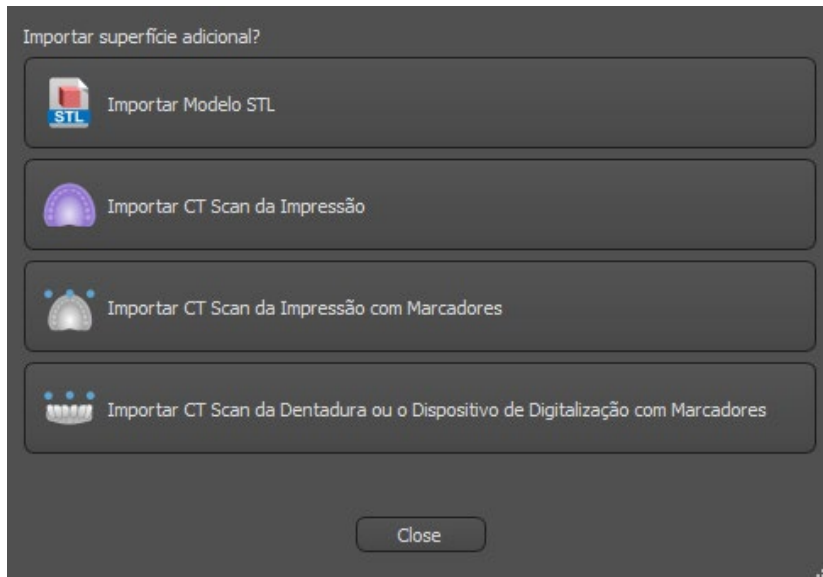 Importar superfície adicional?
STL
Importar Modelo STL
Importar CT Scan da Impressão
Importar CT Scan da Impressão com Marcadores
Importar CT Scan da Dentadura ou o Dispositivo de Digitalização com Marcadores
Close